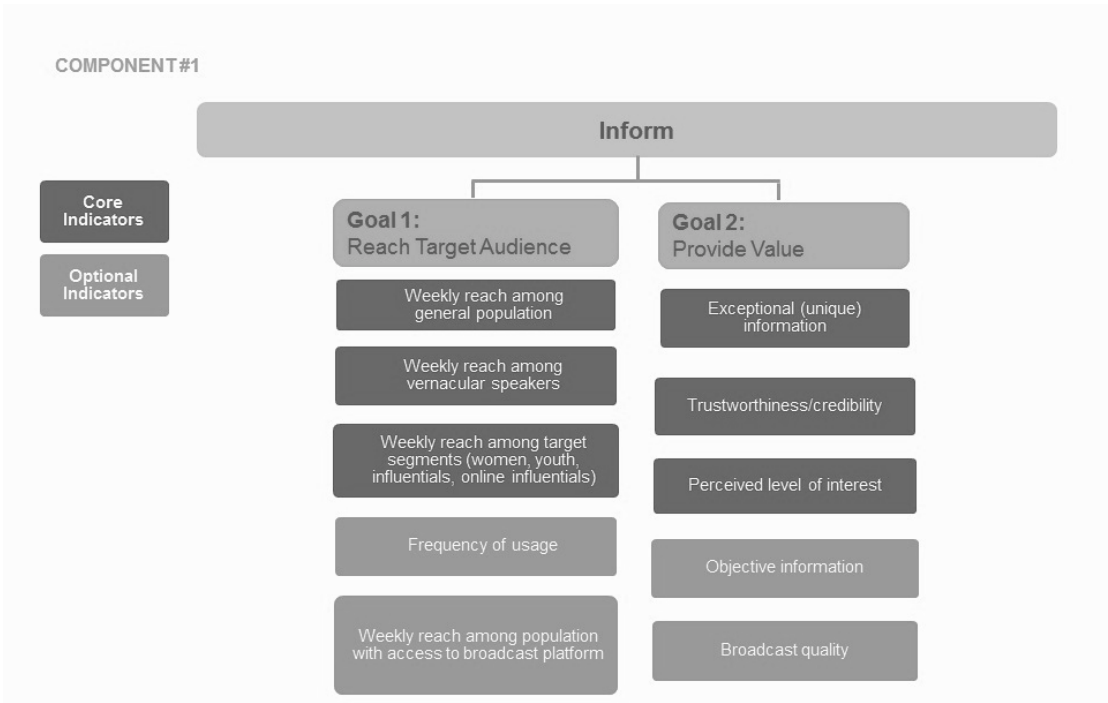 COMPONENT#1
Inform
Core
Indicators
Optional
Indicators
Goal 1:
Reach Target Audience
Weekly reach among
general population
Weekly reach among
vernacular speakers
Weekly reach among target
segments (women, youth,
influentials, online influentials)
Frequency of usage
Weekly reach among population
with access to broadcast platform
Goal 2:
Provide Value
Exceptional (unique)
information
Trustworthiness/credibility
Perceived level of interest
Objective information
Broadcast quality